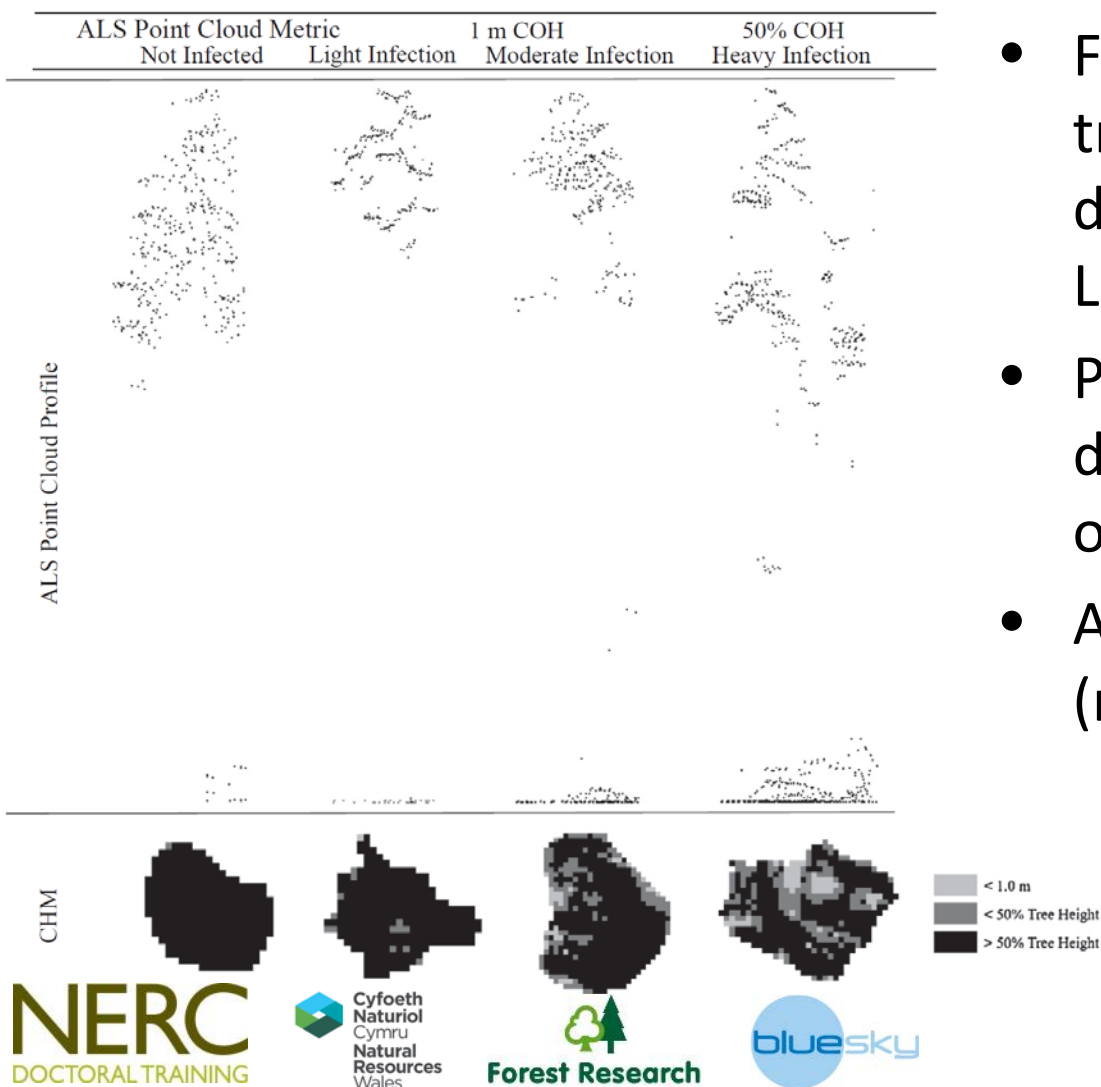 ALS Point Cloud Metric 1 m COH 50% COH
Not Infected Light Infection Moderate Infection Heavy Infection
ALS Point Cloud Profile
CHM
< 1.0 m
< 50% Tree Height
> 50% Tree Height
• F
tr
d
L
• P
d
o
• A
(r
NERC
DOCTORAL TRAINING
Cyfoeth
Naturiol
Cymru
Natural
Resources
Wales
Forest Research
bluesky